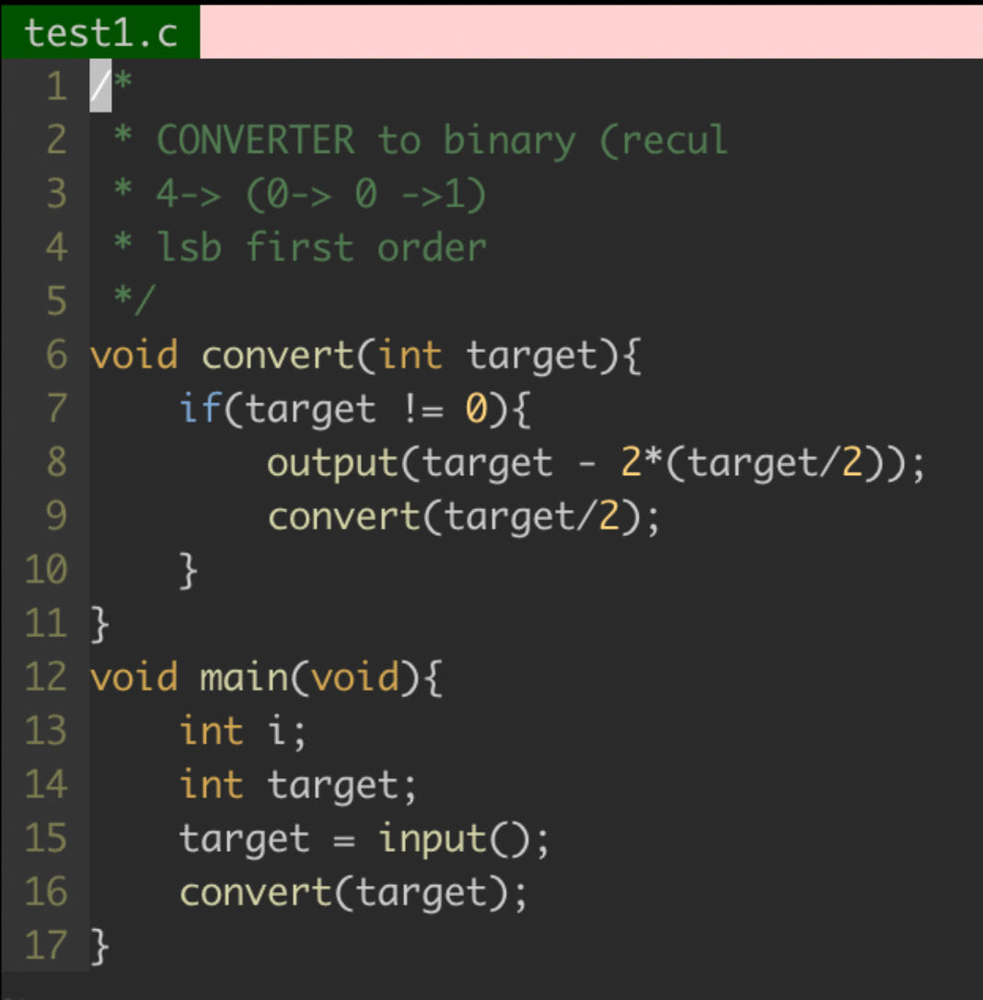 test1.c
1 /*
2  * CONVERTER to binary (recul
3  * 4-> (0-> 0 ->1)
4  * lsb first order
5  */
6 void convert(int target){
7     if(target != 0){
8         output(target - 2*(target/2));
9         convert(target/2);
10     }
11 }
12 void main(void){
13     int i;
14     int target;
15     target = input();
16     convert(target);
17 }